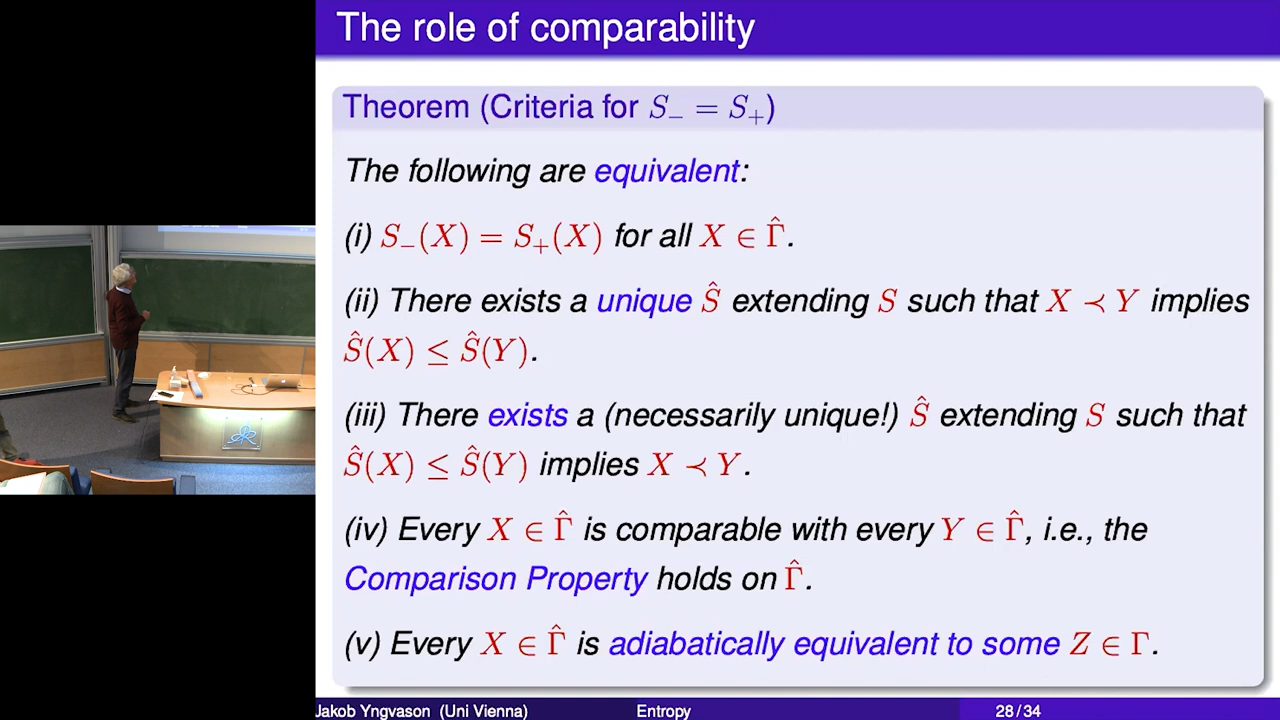 The role of comparability
Theorem (Criteria for S₋ = S₊)
The following are equivalent:
(i) S₋(X) = S₊(X) for all X ∈ Γ̂.
(ii) There exists a unique Ŝ extending S such that X ≺ Y implies
Ŝ(X) ≤ Ŝ(Y).
(iii) There exists a (necessarily unique!) Ŝ extending S such that
Ŝ(X) ≤ Ŝ(Y) implies X ≺ Y.
(iv) Every X ∈ Γ̂ is comparable with every Y ∈ Γ̂, i.e., the
Comparison Property holds on Γ̂.
(v) Every X ∈ Γ̂ is adiabatically equivalent to some Z ∈ Γ.
Jakob Yngvason (Uni Vienna) Entropy 28 / 34